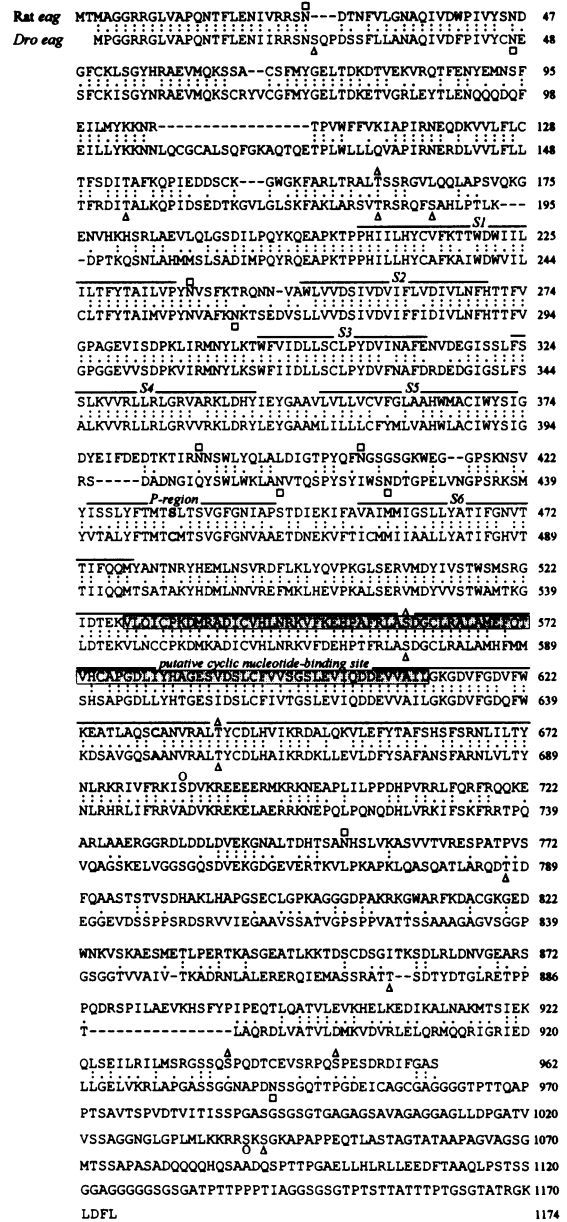 Rat eag MTMAGGRRGLVAPQNTFLENIVRRSN---DTNFVLGNAQIVDWPIVYSND 47
Dro eag MPGGRRGLVAPQNTFLENIIRRSNSQPDSSFLLANAQIVDFPIVYCNE 48
GFCKLSGYHRAEVMQKSSA--CSFMYGELTDKDTVEKVRQTFENYEMNSF 95
SFCKISGYNRAEVMQKSCRYVCGFMYGELTDKETVGRLEYTLENQQQDQF 98
EILMYKKNR---------------TPVWFFVKIAPIRNEQDKVVLFLC 128
EILLYKKNNLQCGCALSQFGKAQTQETPLWLLLQVAPIRNERDLVVLFLL 148
TFSDITAFKQPIEDDSCK---GWGKFARLTRALTSSRGVLQQLAPSVQKG 175
TFRDITALKQPIDSEDTKGVLGLSKFAKLARSVTRSRQFSAHLPTLK--- 195
S1
ENVHKHSRLAEVLQLGSDILPQYKQEAPKTPPHIILHYCVFKTTWDWIIL 225
-DPTKQSNLAHMMSLSADIMPQYRQEAPKTPPHILLHYCAFKAIWDWVIL 244
S2
ILTFYTAILVPYNVSFKTRQNN-VAWLVVDSIVDVIFLVDIVLNFHTTFV 274
CLTFYTAIMVPYNVAFKNKTSEDVSLLVVDSIVDVIFFIDIVLNFHTTFV 294
S3
GPAGEVISDPKLIRMNYLKTWFVIDLLSCLPYDVINAFENVDEGISSLFS 324
GPGGEVVSDPKVIRMNYLKSWFIIDLLSCLPYDVFNAFDRDEDGIGSLFS 344
S4 S5
SLKVVRLLRLGRVARKLDHYIEYGAAVLVLLVCVFGLAAHWMACIWYSIG 374
ALKVVRLLRLGRVVRKLDRYLEYGAAMLILLLCFYMLVAHWLACIWYSIG 394
DYEIFDEDTKTIRNNSWLYQLALDIGTPYQFNGSGSGKWEG--GPSKNSV 422
RS-----DADNGIQYSWLWKLANVTQSPYSYIWSNDTGPELVNGPSRKSM 439
P-region S6
YISSLYFTMTSLTSVGFGNIAPSTDIEKIFAVAIMMIGSLLYATIFGNVT 472
YVTALYFTMTCMTSVGFGNVAAETDNEKVFTICMMIIAALLYATIFGHVT 489
TIFQQMYANTNRYHEMLNSVRDFLKLYQVPKGLSERVMDYIVSTWSMSRG 522
TIIQQMTSATAKYHDMLNNVREFMKLHEVPKALSERVMDYVVSTWAMTKG 539
IDTEKVLQICPKDMRADICVHLNRKVFKEHPAFRLASDGCLRALAMEFQT 572
LDTEKVLNCCPKDMKADICVHLNRKVFDEHPTFRLASDGCLRALAMHFMM 589
putative cyclic nucleotide-binding site
VHCAPGDLIYHAGESVDSLCFVVSGSLEVIQDDEVVAILGKGDVFGDVFW 622
SHSAPGDLLYHTGESIDSLCFIVTGSLEVIQDDEVVAILGKGDVFGDQFW 639
KEATLAQSCANVRALTYCDLHVIKRDALQKVLEFYTAFSHSFSRNLILTY 672
KDSAVGQSAANVRALTYCDLHAIKRDKLLEVLDFYSAFANSFARNLVLTY 689
NLRKRIVFRKISDVKREEEERMKRKNEAPLILPPDHPVRRLFQRFRQQKE 722
NLRHRLIFRRVADVKREKELAERRKNEPQLPQNQDHLVRKIFSKFRRTPQ 739
ARLAAERGGRDLDDLDVEKGNALTDHTSANHSLVKASVVTVRESPATPVS 772
VQAGSKELVGGSGQSDVEKGDGEVERTKVLPKAPKLQASQATLARQDTID 789
FQAASTSTVSDHAKLHAPGSECLGPKAGGGDPAKRKGWARFKDACGKGED 822
EGGEVDSSPPSRDSRVVIEGAAVSSATVGPSPPVATTSSAAAGAGVSGGP 839
WNKVSKAESMETLPERTKASGEATLKKTDSCDSGITKSDLRLDNVGEARS 872
GSGGTVVAIV-TKADRNLALERERQIEMASSRATT--SDTYDTGLRETPP 886
PQDRSPILAEVKHSFYPIPEQTLQATVLEVKHELKEDIKALNAKMTSIEK 922
T----------------LAQRDLVATVLDMKVDVRLELQRMQQRIGRIED 920
QLSEILRILMSRGSSQSPQDTCEVSRPQSPESDRDIFGAS 962
LLGELVKRLAPGASSGGNAPDNSSGQTTPGDEICAGCGAGGGGTPTTQAP 970
PTSAVTSPVDTVITISSPGASGSGSGTGAGAGSAVAGAGGAGLLDPGATV 1020
VSSAGGNGLGPLMLKKRRSKSGKAPAPPEQTLASTAGTATAAPAGVAGSG 1070
MTSSAPASADQQQQHQSAADQSPTTPGAELLHLRLLEEDFTAAQLPSTSS 1120
GGAGGGGGSGSGATPTTPPPTIAGGSGSGTPTSTTATTTPTGSGTATRGK 1170
LDFL 1174